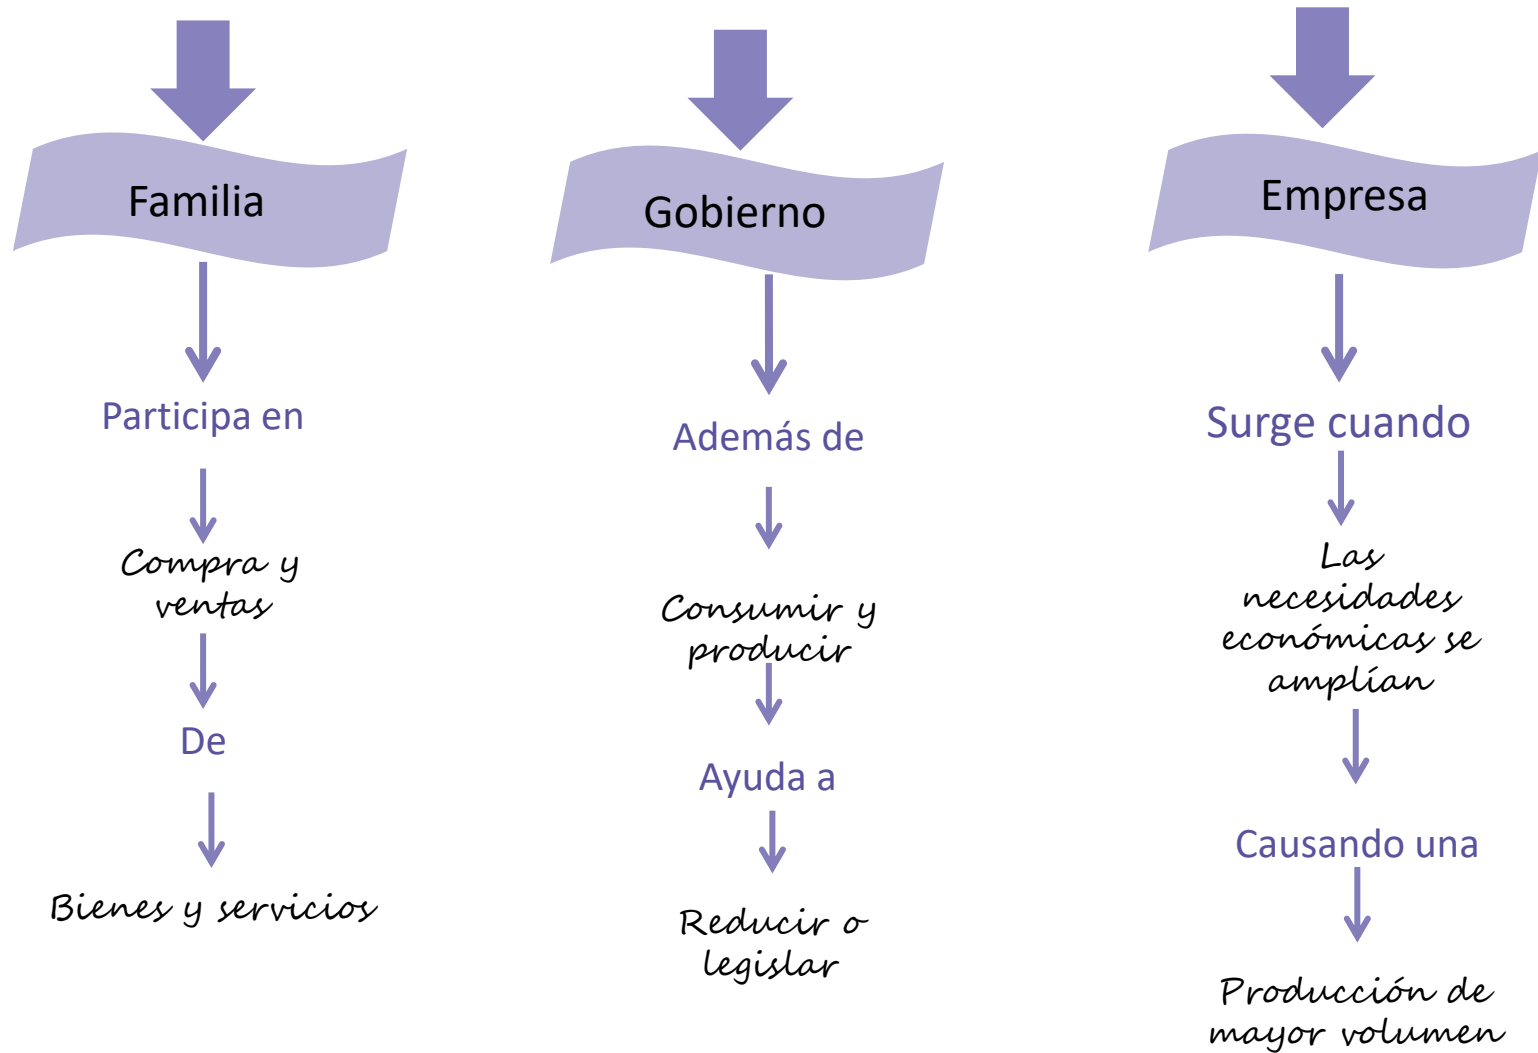 Familia
Participa en
Compra y
ventas
De
Bienes y servicios
Gobierno
Además de
Consumir y
producir
Ayuda a
Reducir o
legislar
Empresa
Surge cuando
Las
necesidades
económicas se
amplían
Causando una
Producción de
mayor volumen